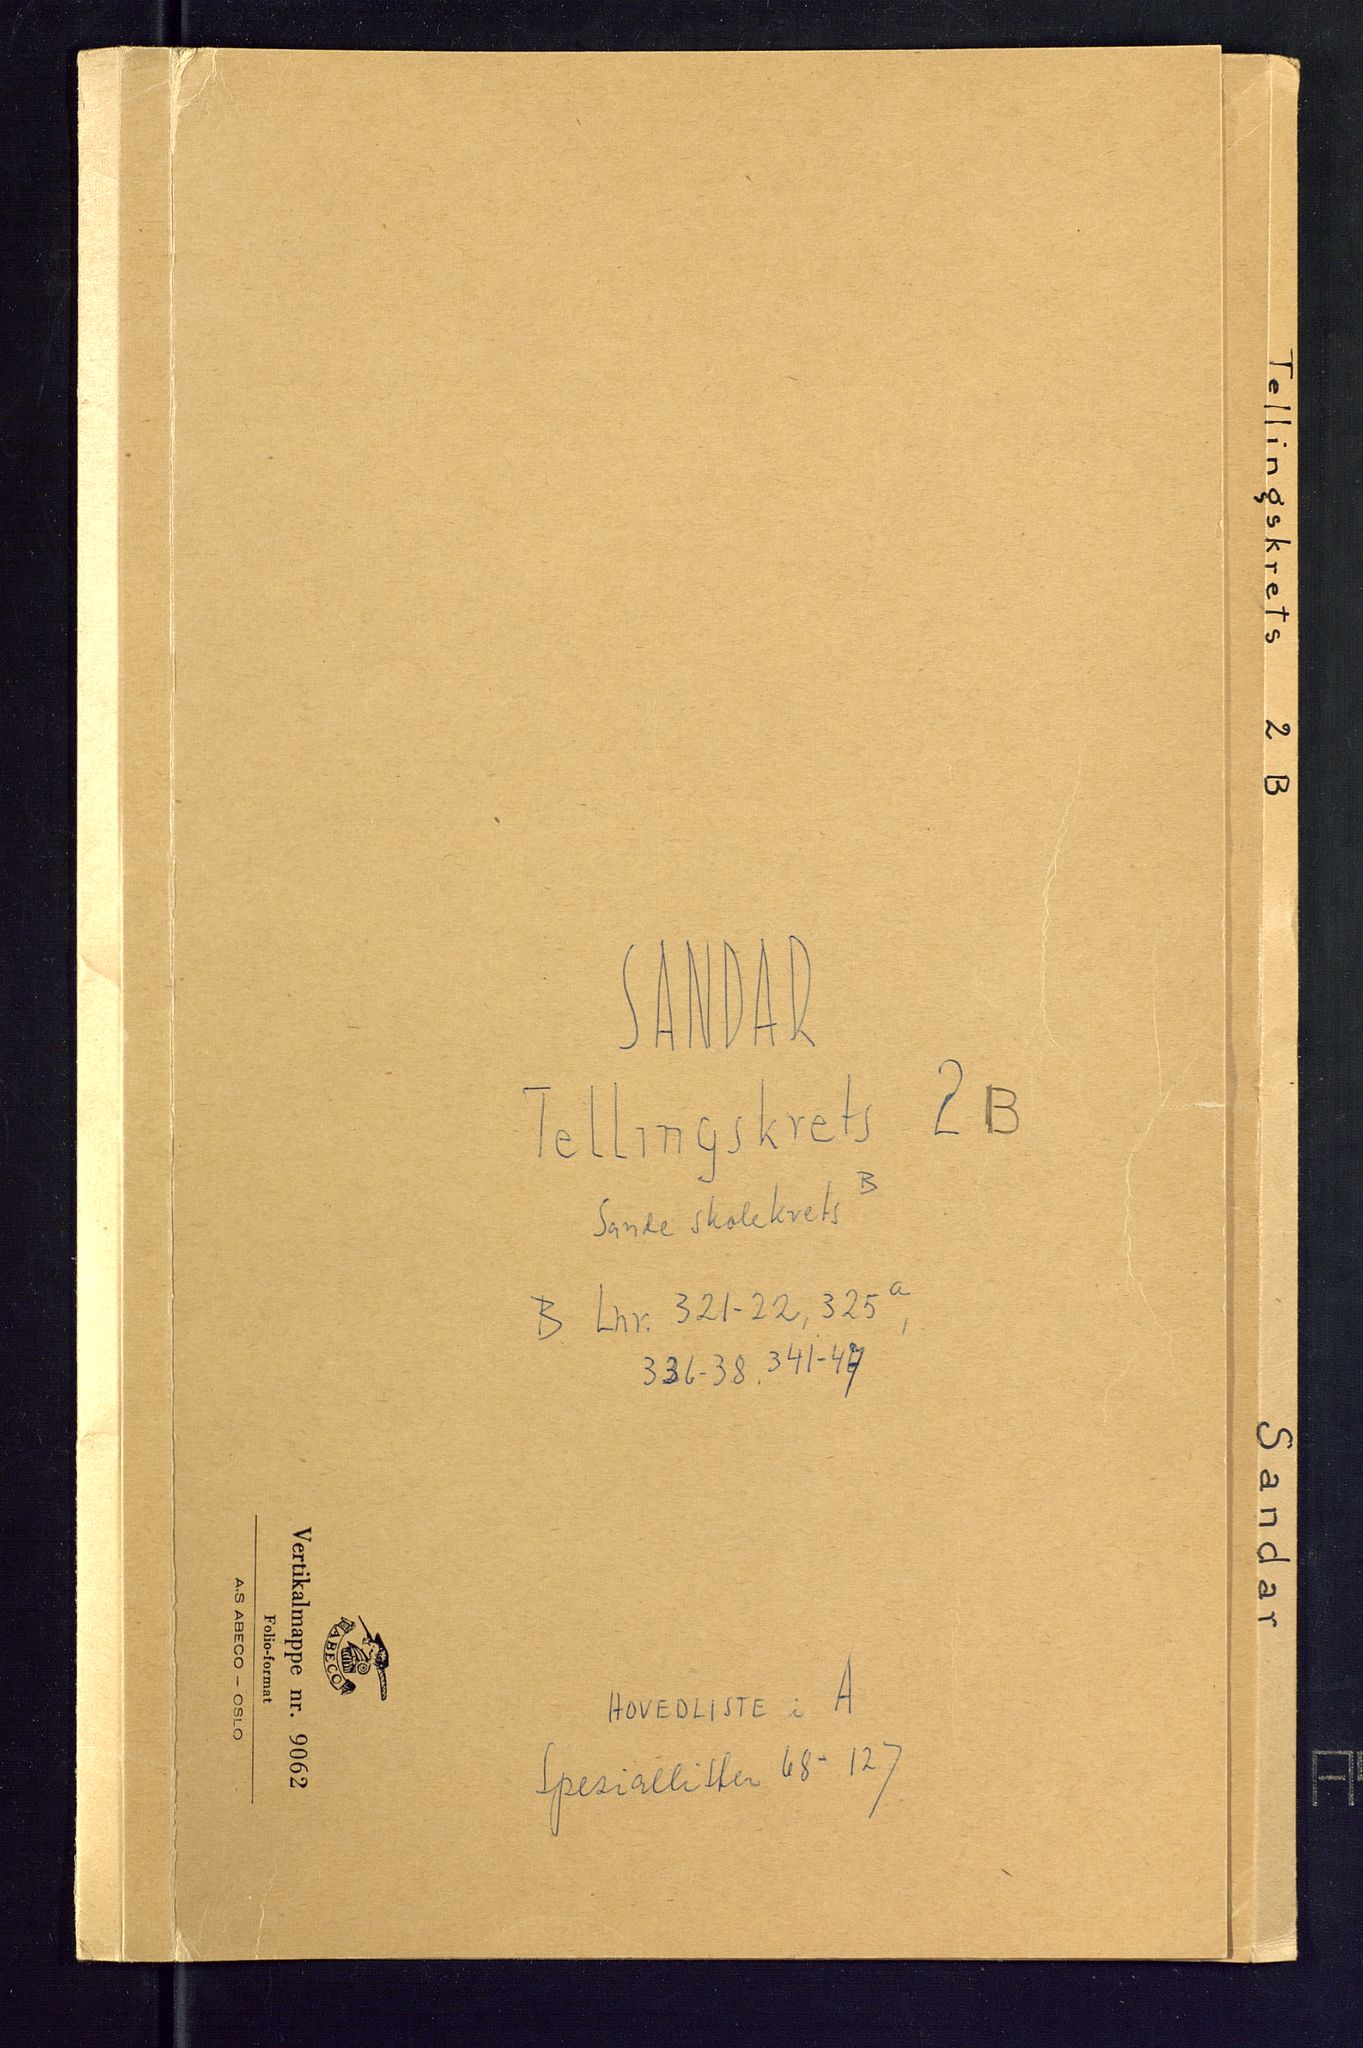 SANDAR
Tellingskrets 2B
Sande skolekrets B
B Lnr. 321-22, 325a,
336-38. 341-47
HOVEDLISTE i A
Spesiallister 68-127
ABECO
Vertikalmappe nr. 9062
Folio-format
A.S ABECO – OSLO
Tellingskrets 2 B
Sandar